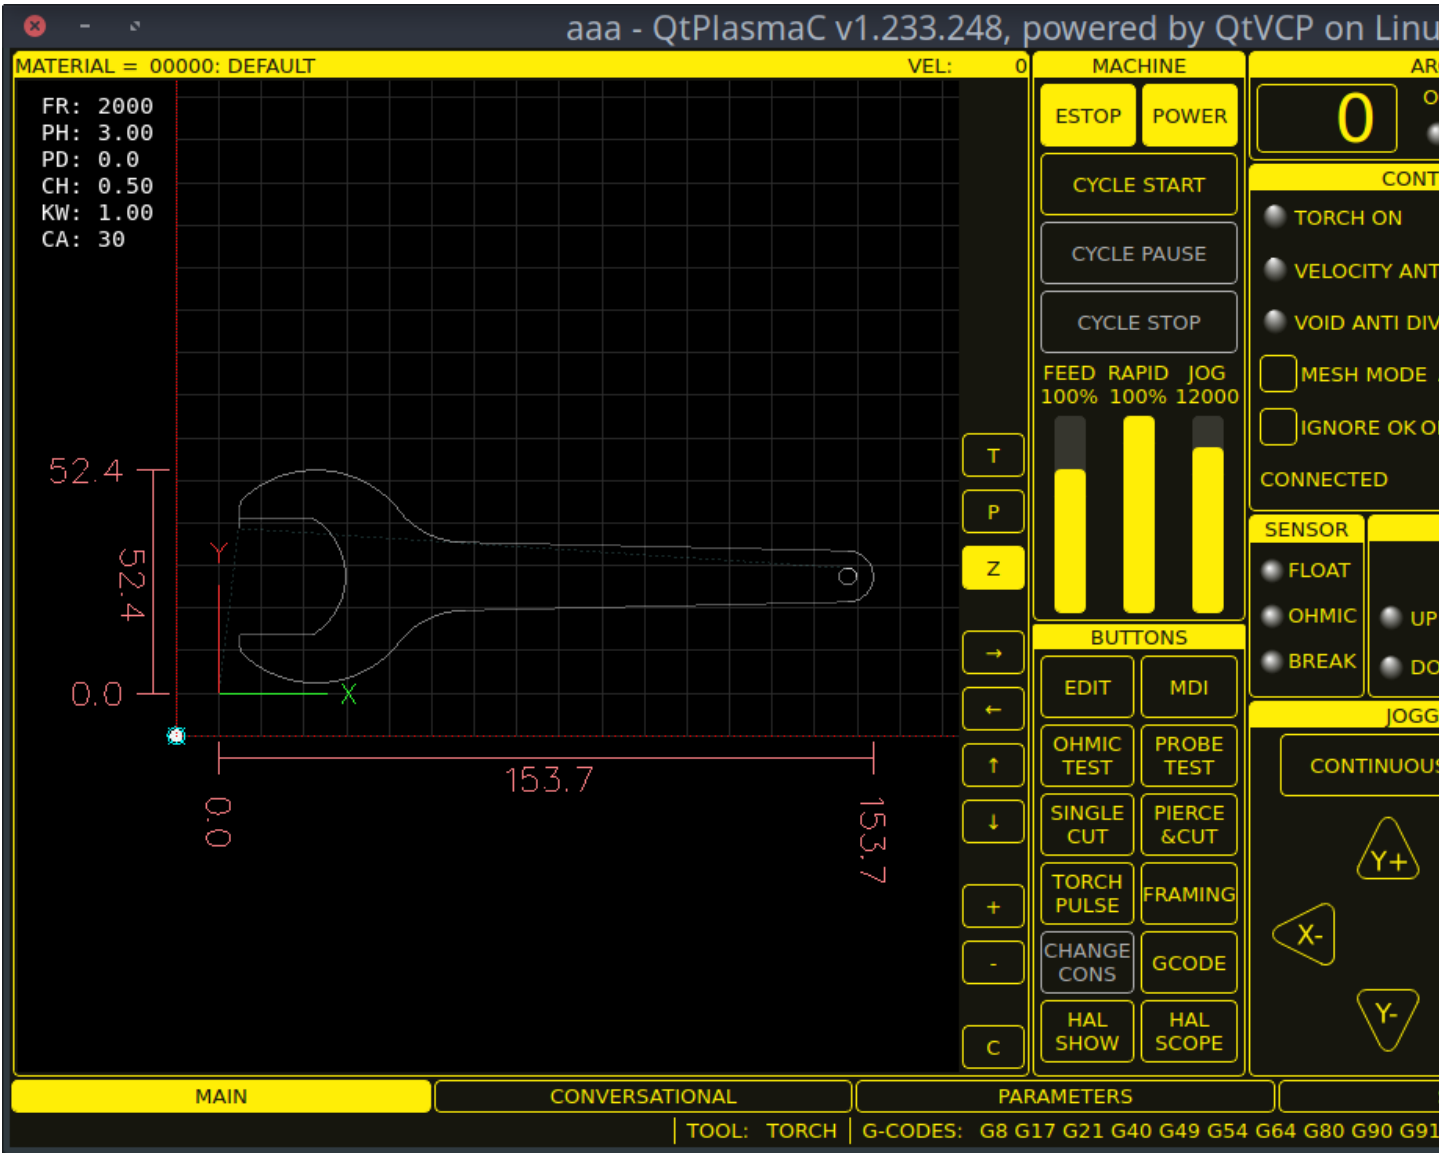 aaa - QtPlasmaC v1.233.248, powered by QtVCP on Linu
MATERIAL = 00000: DEFAULT
VEL: 0
FR: 2000
PH: 3.00
PD: 0.0
CH: 0.50
KW: 1.00
CA: 30
52.4
52.4
0.0
Y
X
153.7
0.0
153.7
T
P
Z
→
←
↑
↓
+
-
C
MACHINE
ESTOP POWER
CYCLE START
CYCLE PAUSE
CYCLE STOP
FEED RAPID JOG
100% 100% 12000
BUTTONS
EDIT
MDI
OHMIC
TEST
PROBE
TEST
SINGLE
CUT
PIERCE
&CUT
TORCH
PULSE
FRAMING
CHANGE
CONS
GCODE
HAL
SHOW
HAL
SCOPE
AR
0
O
CONT
TORCH ON
VELOCITY ANT
VOID ANTI DIV
MESH MODE
IGNORE OK O
CONNECTED
SENSOR
FLOAT
OHMIC
BREAK
UP
DO
JOGG
CONTINUOUS
Y+
X-
Y-
MAIN
CONVERSATIONAL
PARAMETERS
TOOL: TORCH
G-CODES: G8 G17 G21 G40 G49 G54 G64 G80 G90 G91